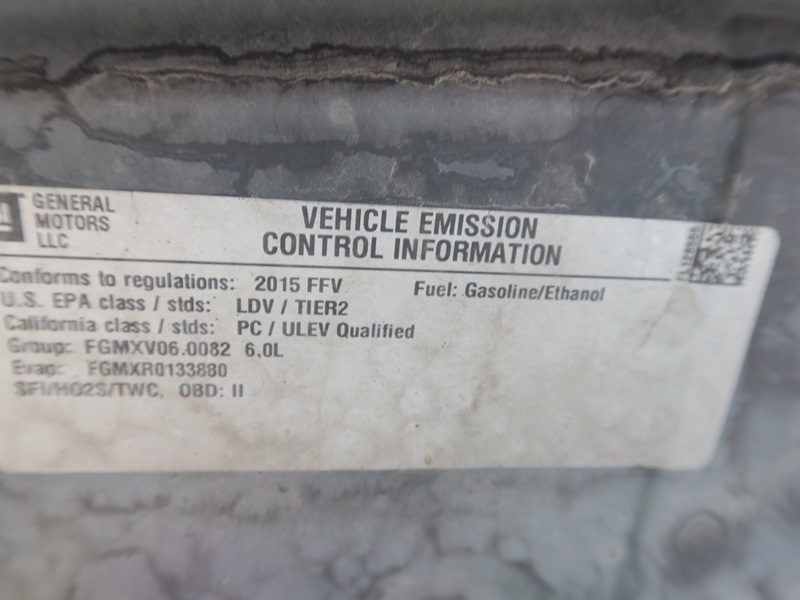 GENERAL
MOTORS
LLC
VEHICLE EMISSION
CONTROL INFORMATION
Conforms to regulations: 2015 FFV Fuel: Gasoline/Ethanol
U.S. EPA class / stds: LDV / TIER2
California class / stds: PC / ULEV Qualified
Group: FGMXV06.0082 6.0L
Evap: FGMXR0133880
SFI/HO2S/TWC, OBD: II